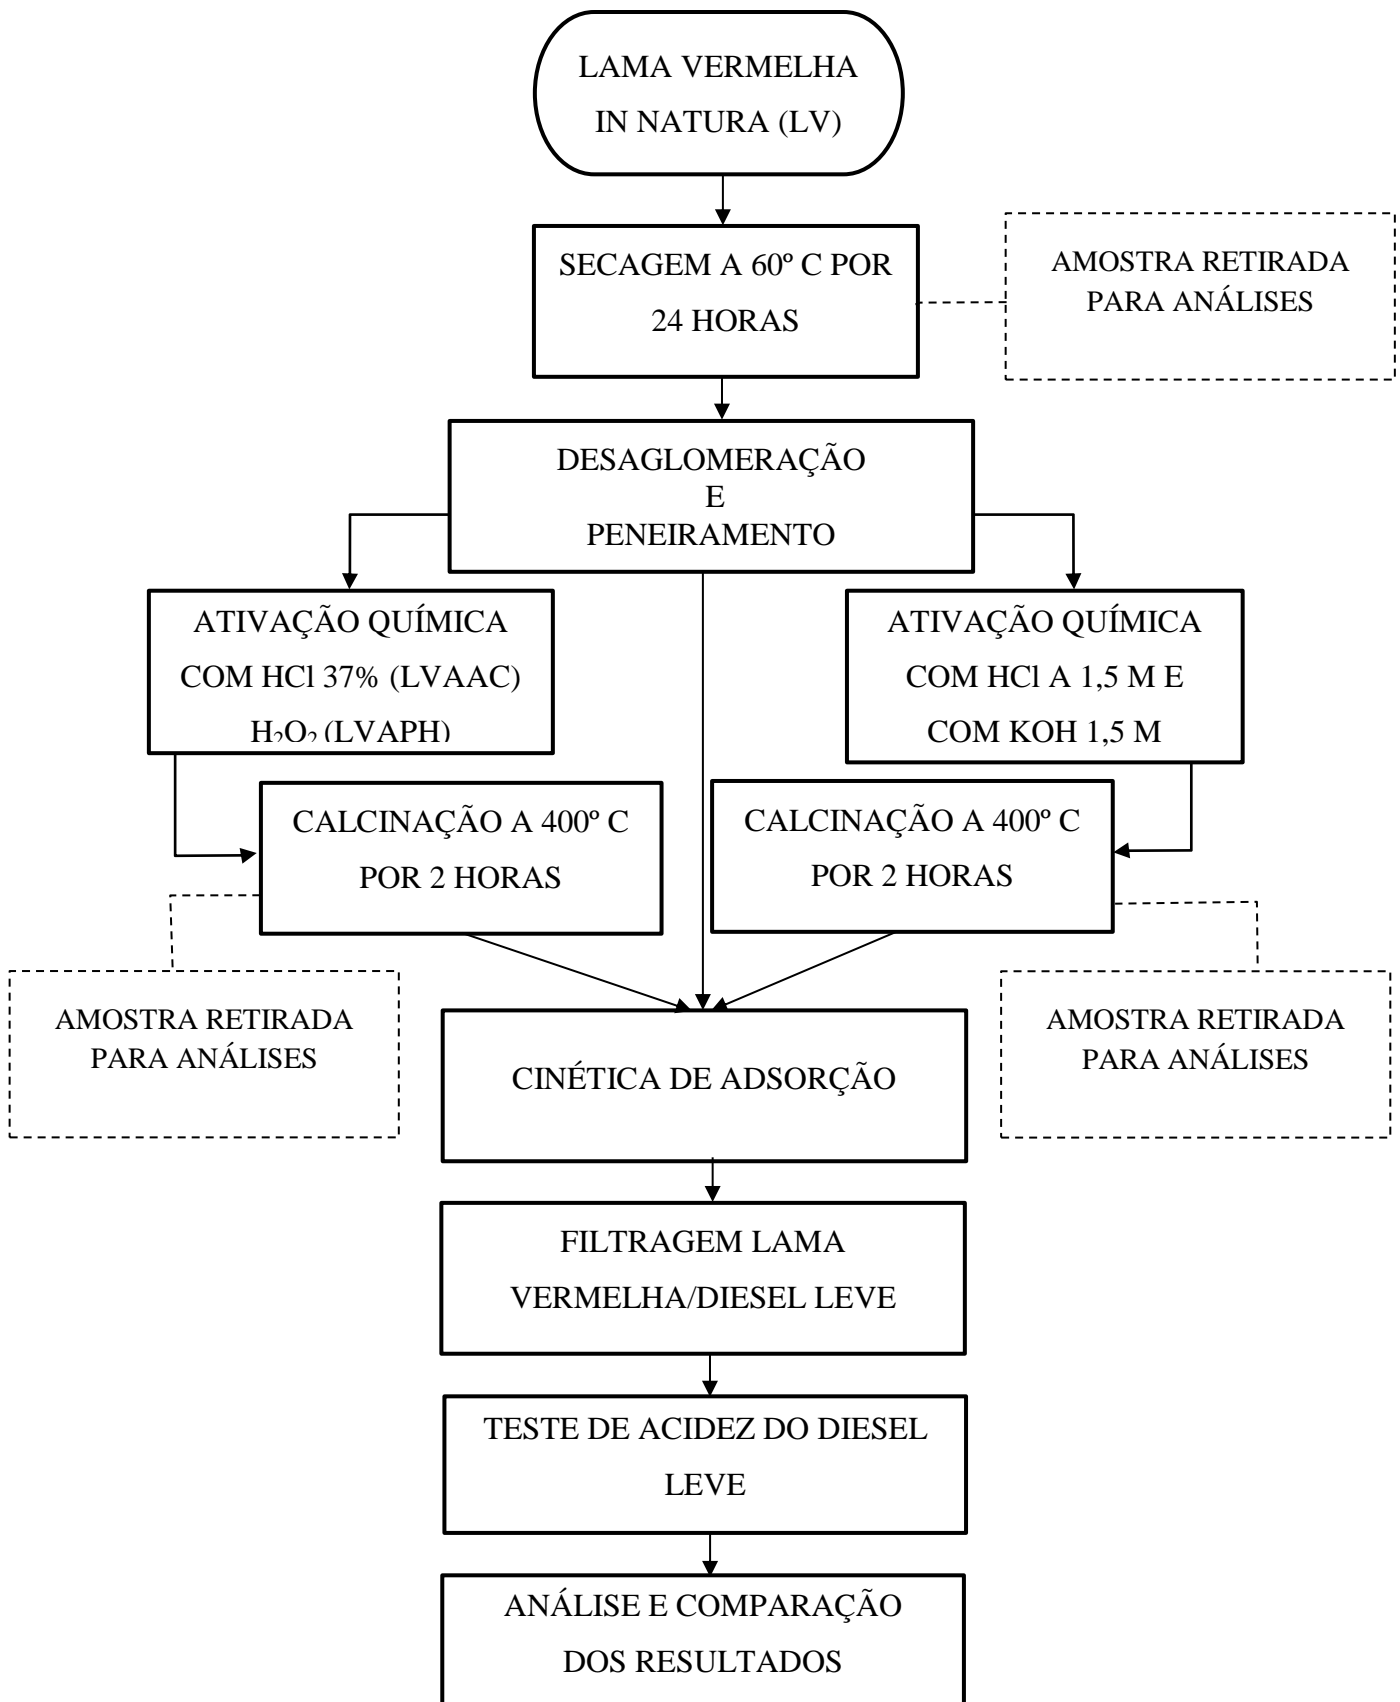 LAMA VERMELHA
IN NATURA (LV)
SECAGEM A 60º C POR
24 HORAS
AMOSTRA RETIRADA
PARA ANÁLISES
DESAGLOMERAÇÃO
E
PENEIRAMENTO
ATIVAÇÃO QUÍMICA
COM HCl 37% (LVAAC)
H₂O₂ (LVAPH)
ATIVAÇÃO QUÍMICA
COM HCl A 1,5 M E
COM KOH 1,5 M
CALCINAÇÃO A 400º C
POR 2 HORAS
CALCINAÇÃO A 400º C
POR 2 HORAS
AMOSTRA RETIRADA
PARA ANÁLISES
AMOSTRA RETIRADA
PARA ANÁLISES
CINÉTICA DE ADSORÇÃO
FILTRAGEM LAMA
VERMELHA/DIESEL LEVE
TESTE DE ACIDEZ DO DIESEL
LEVE
ANÁLISE E COMPARAÇÃO
DOS RESULTADOS